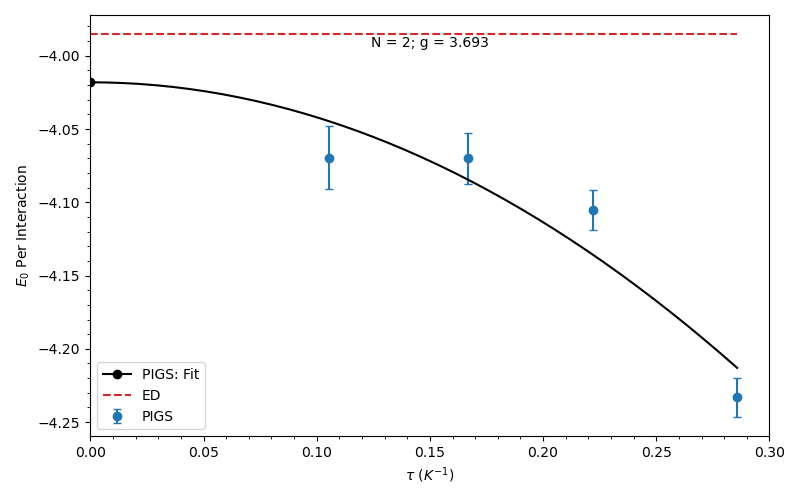 N = 2; g = 3.693
−4.00
−4.05
−4.10
−4.15
−4.20
−4.25
E₀ Per Interaction
PIGS: Fit
ED
PIGS
0.00 0.05 0.10 0.15 0.20 0.25 0.30
τ (K⁻¹)